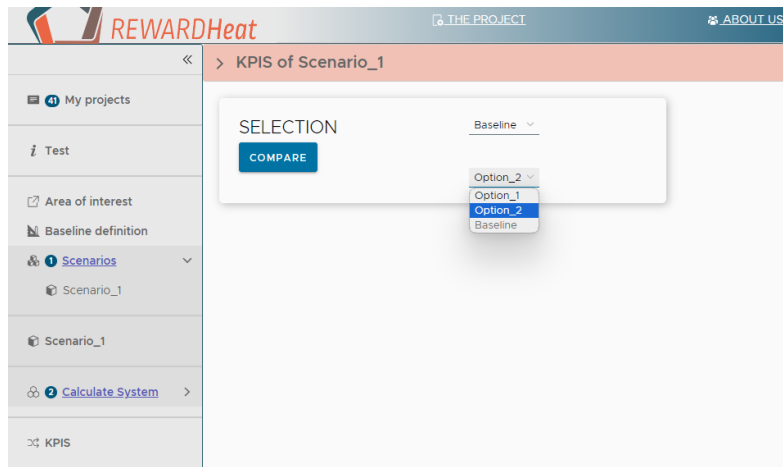 REWARDHeat
THE PROJECT
ABOUT US
KPIS of Scenario_1
41 My projects
i Test
Area of interest
Baseline definition
1 Scenarios
Scenario_1
Scenario_1
2 Calculate System
KPIS
SELECTION
Baseline
COMPARE
Option_2
Option_1
Option_2
Baseline